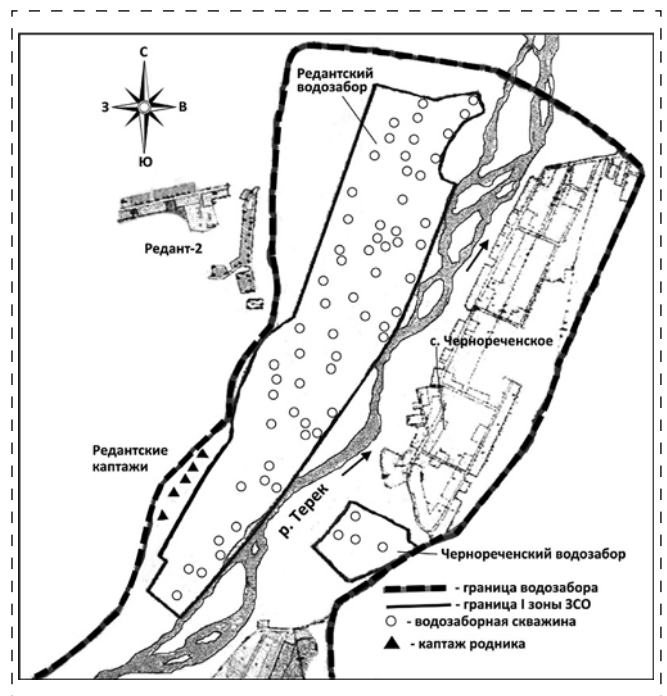 С
Редантский
водозабор
З
В
Ю
Редант-2
с. Чернореченское
Редантские
каптажи
р. Терек
Чернореченский водозабор
- граница водозабора
- граница I зоны ЗСО
- водозаборная скважина
- каптаж родника